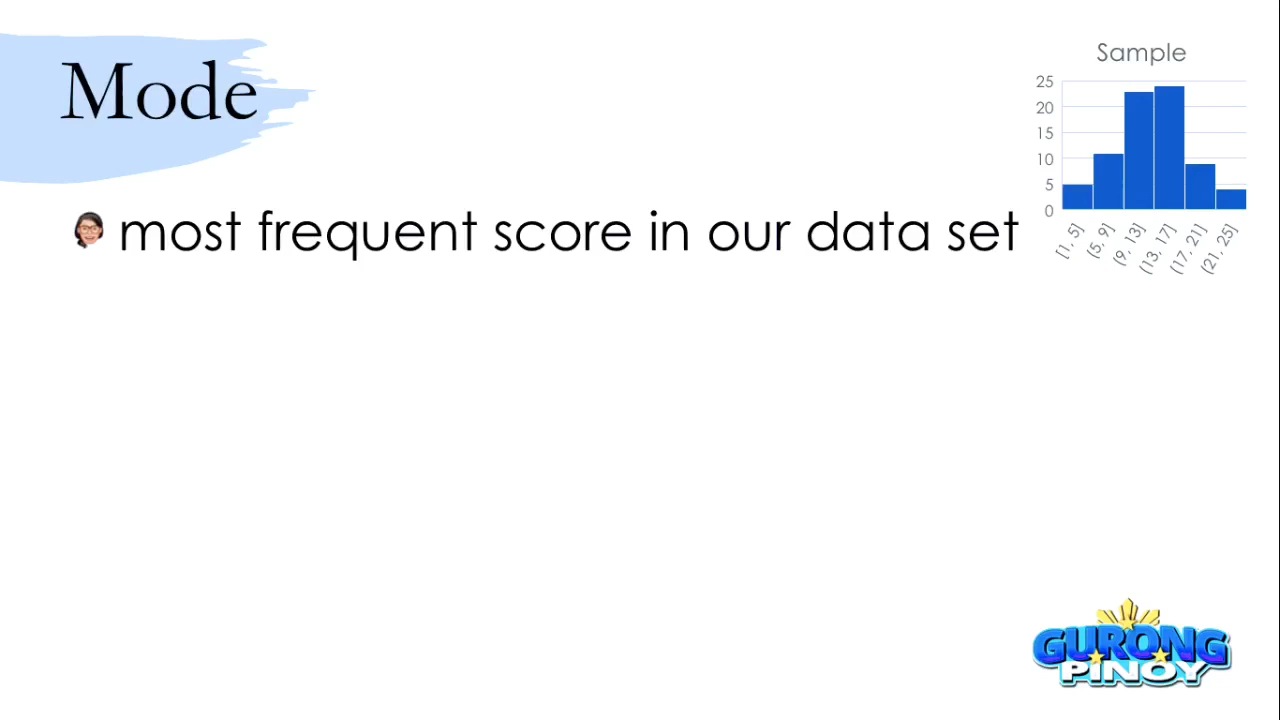 Mode
most frequent score in our data set
Sample
25
20
15
10
5
0
[1, 5]
(5, 9]
(9, 13]
(13, 17]
(17, 21]
(21, 25]
GURONG
PINOY